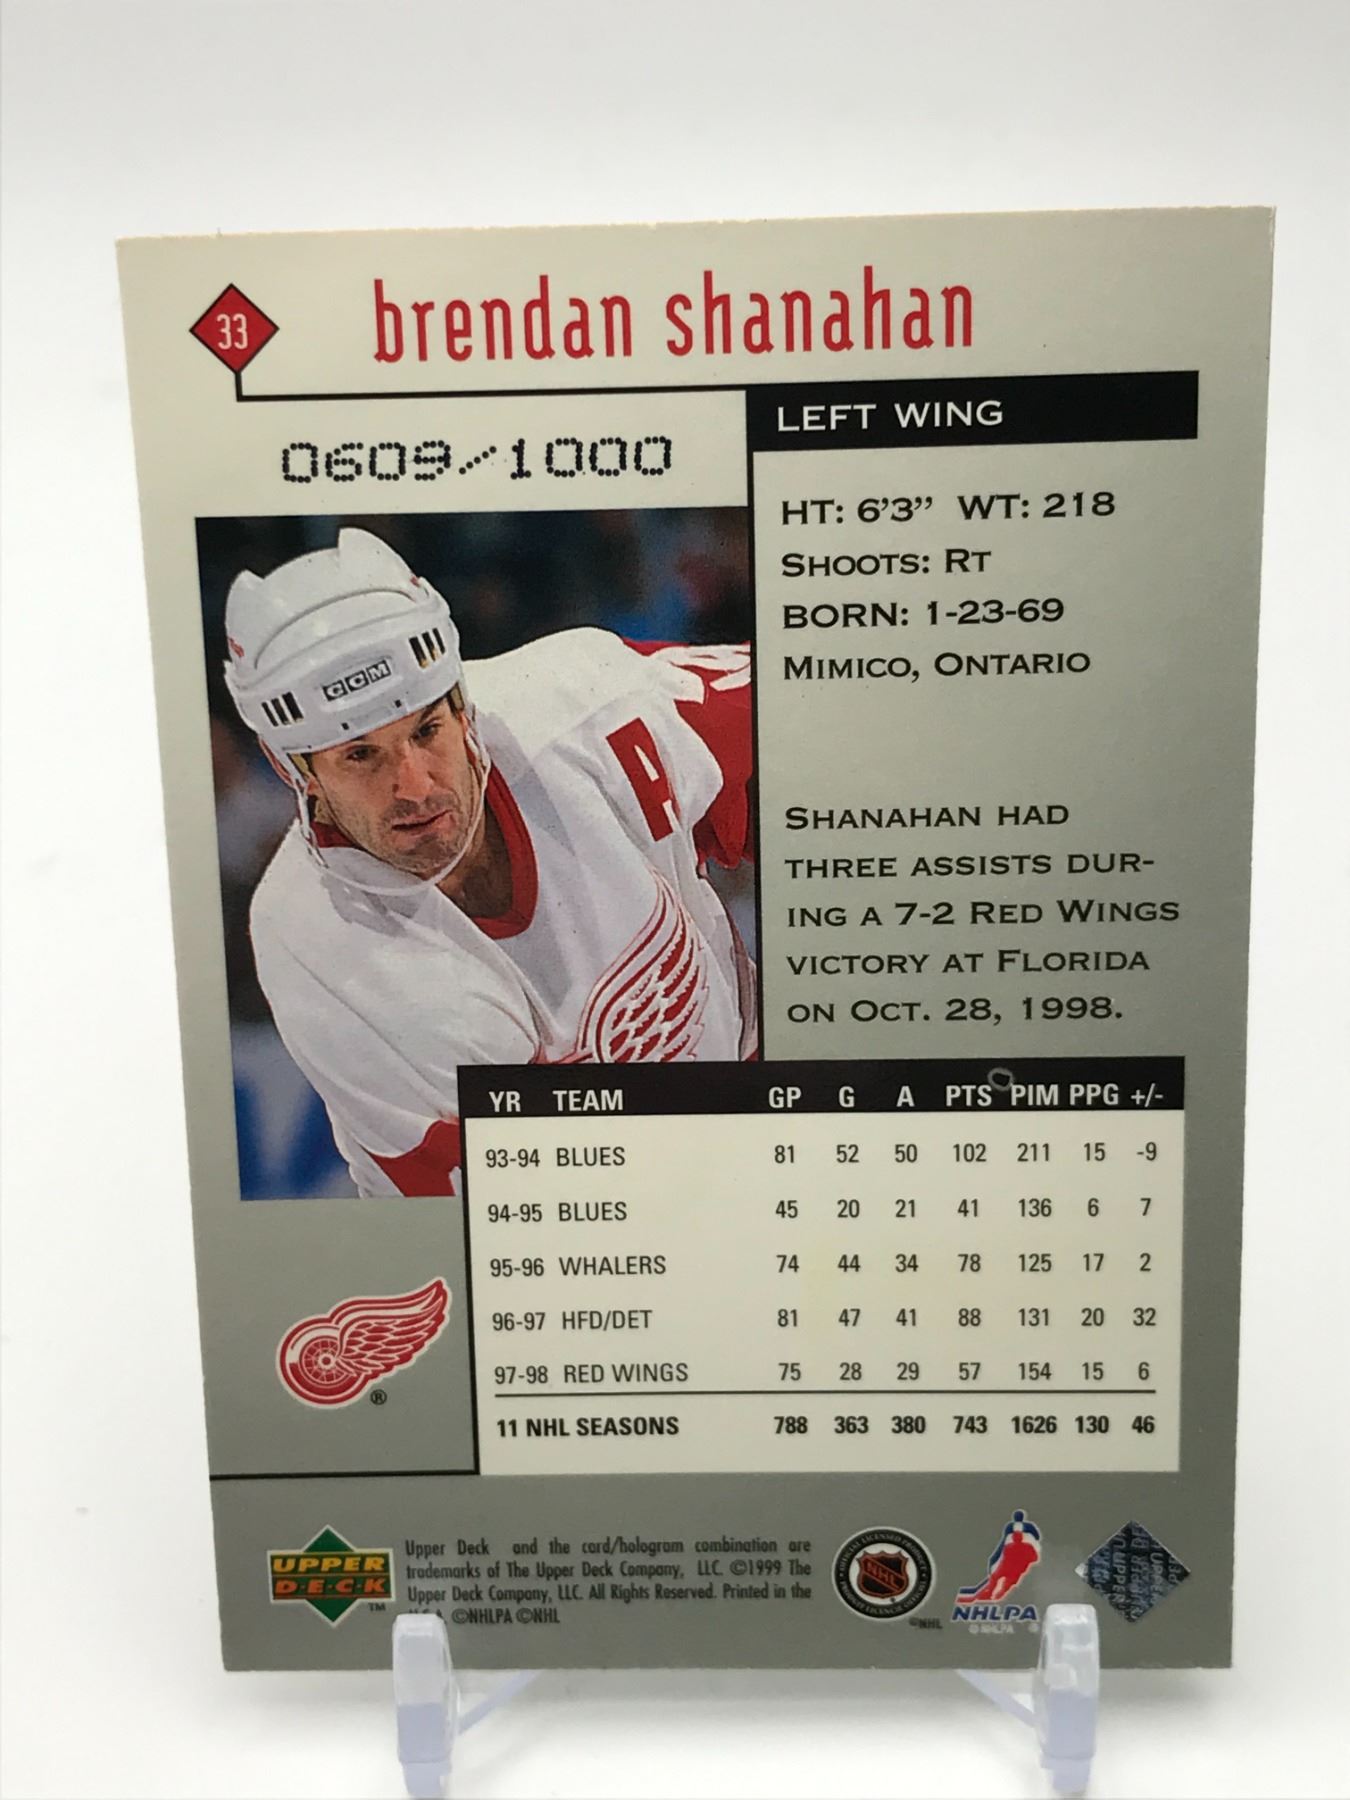 33
brendan shanahan
LEFT WING
0609/1000
HT: 6'3” WT: 218
SHOOTS: RT
BORN: 1-23-69
MIMICO, ONTARIO
CCM
A
SHANAHAN HAD
THREE ASSISTS DUR-
ING A 7-2 RED WINGS
VICTORY AT FLORIDA
ON OCT. 28, 1998.
YR TEAM GP G A PTS PIM PPG +/-
93-94 BLUES 81 52 50 102 211 15 -9
94-95 BLUES 45 20 21 41 136 6 7
95-96 WHALERS 74 44 34 78 125 17 2
96-97 HFD/DET 81 47 41 88 131 20 32
97-98 RED WINGS 75 28 29 57 154 15 6
11 NHL SEASONS 788 363 380 743 1626 130 46
®
UPPER
D•E•C•K
™
Upper Deck and the card/hologram combination are
trademarks of The Upper Deck Company, LLC. ©1999 The
Upper Deck Company, LLC. All Rights Reserved. Printed in the
©NHLPA ©NHL
NHL
©NHL
NHLPA
©NHLPA